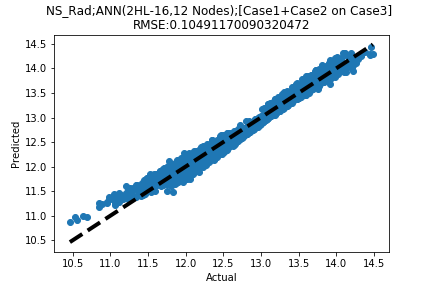 NS_Rad;ANN(2HL-16,12 Nodes);[Case1+Case2 on Case3]
RMSE:0.10491170090320472
14.5
14.0
13.5
13.0
12.5
12.0
11.5
11.0
10.5
Predicted
10.5 11.0 11.5 12.0 12.5 13.0 13.5 14.0 14.5
Actual